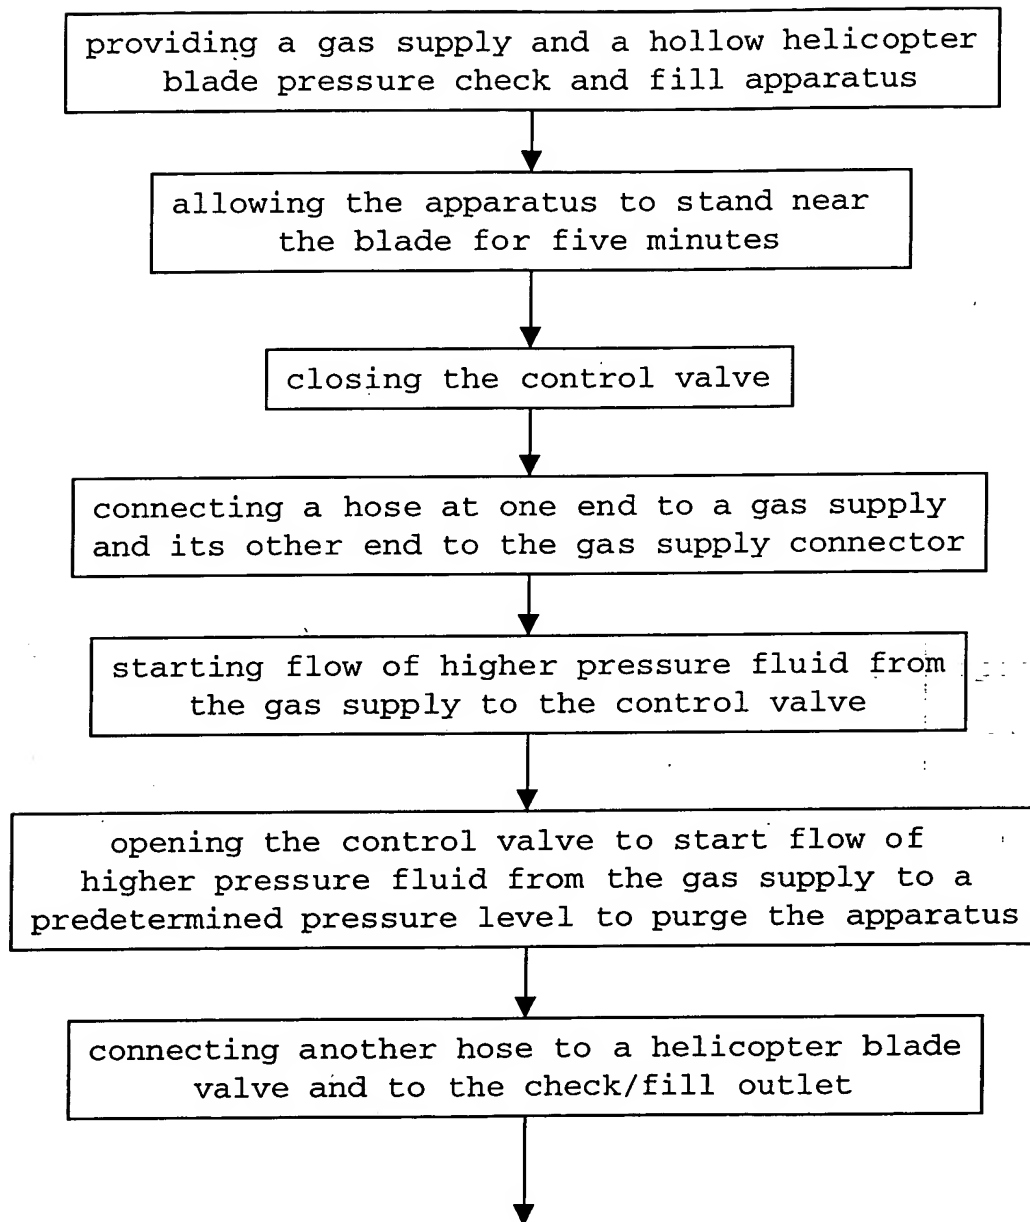 providing a gas supply and a hollow helicopter
blade pressure check and fill apparatus
allowing the apparatus to stand near
the blade for five minutes
closing the control valve
connecting a hose at one end to a gas supply
and its other end to the gas supply connector
starting flow of higher pressure fluid from
the gas supply to the control valve
opening the control valve to start flow of
higher pressure fluid from the gas supply to a
predetermined pressure level to purge the apparatus
connecting another hose to a helicopter blade
valve and to the check/fill outlet